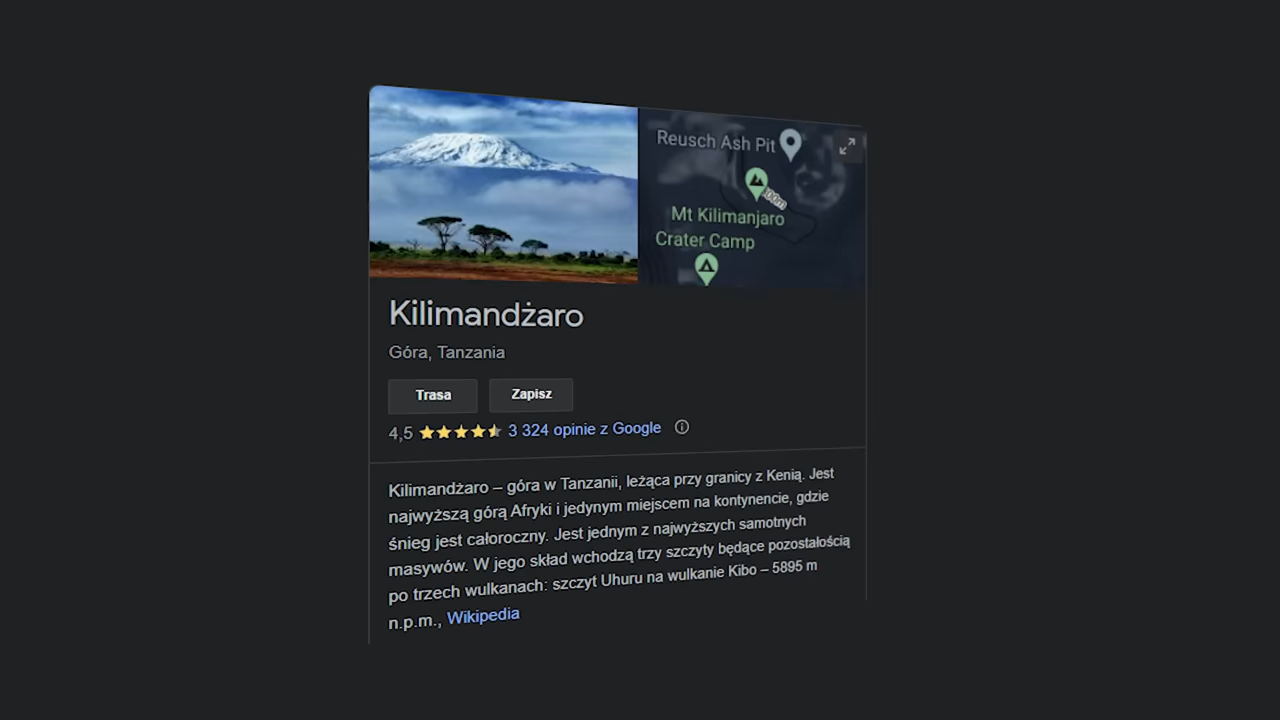 Reusch Ash Pit
Mt Kilimanjaro
Crater Camp
Kilimandżaro
Góra, Tanzania
Trasa
Zapisz
4,5 3 324 opinie z Google
Kilimandżaro – góra w Tanzanii, leżąca przy granicy z Kenią. Jest
najwyższą górą Afryki i jedynym miejscem na kontynencie, gdzie
śnieg jest całoroczny. Jest jednym z najwyższych samotnych
masywów. W jego skład wchodzą trzy szczyty będące pozostałością
po trzech wulkanach: szczyt Uhuru na wulkanie Kibo – 5895 m
n.p.m., Wikipedia